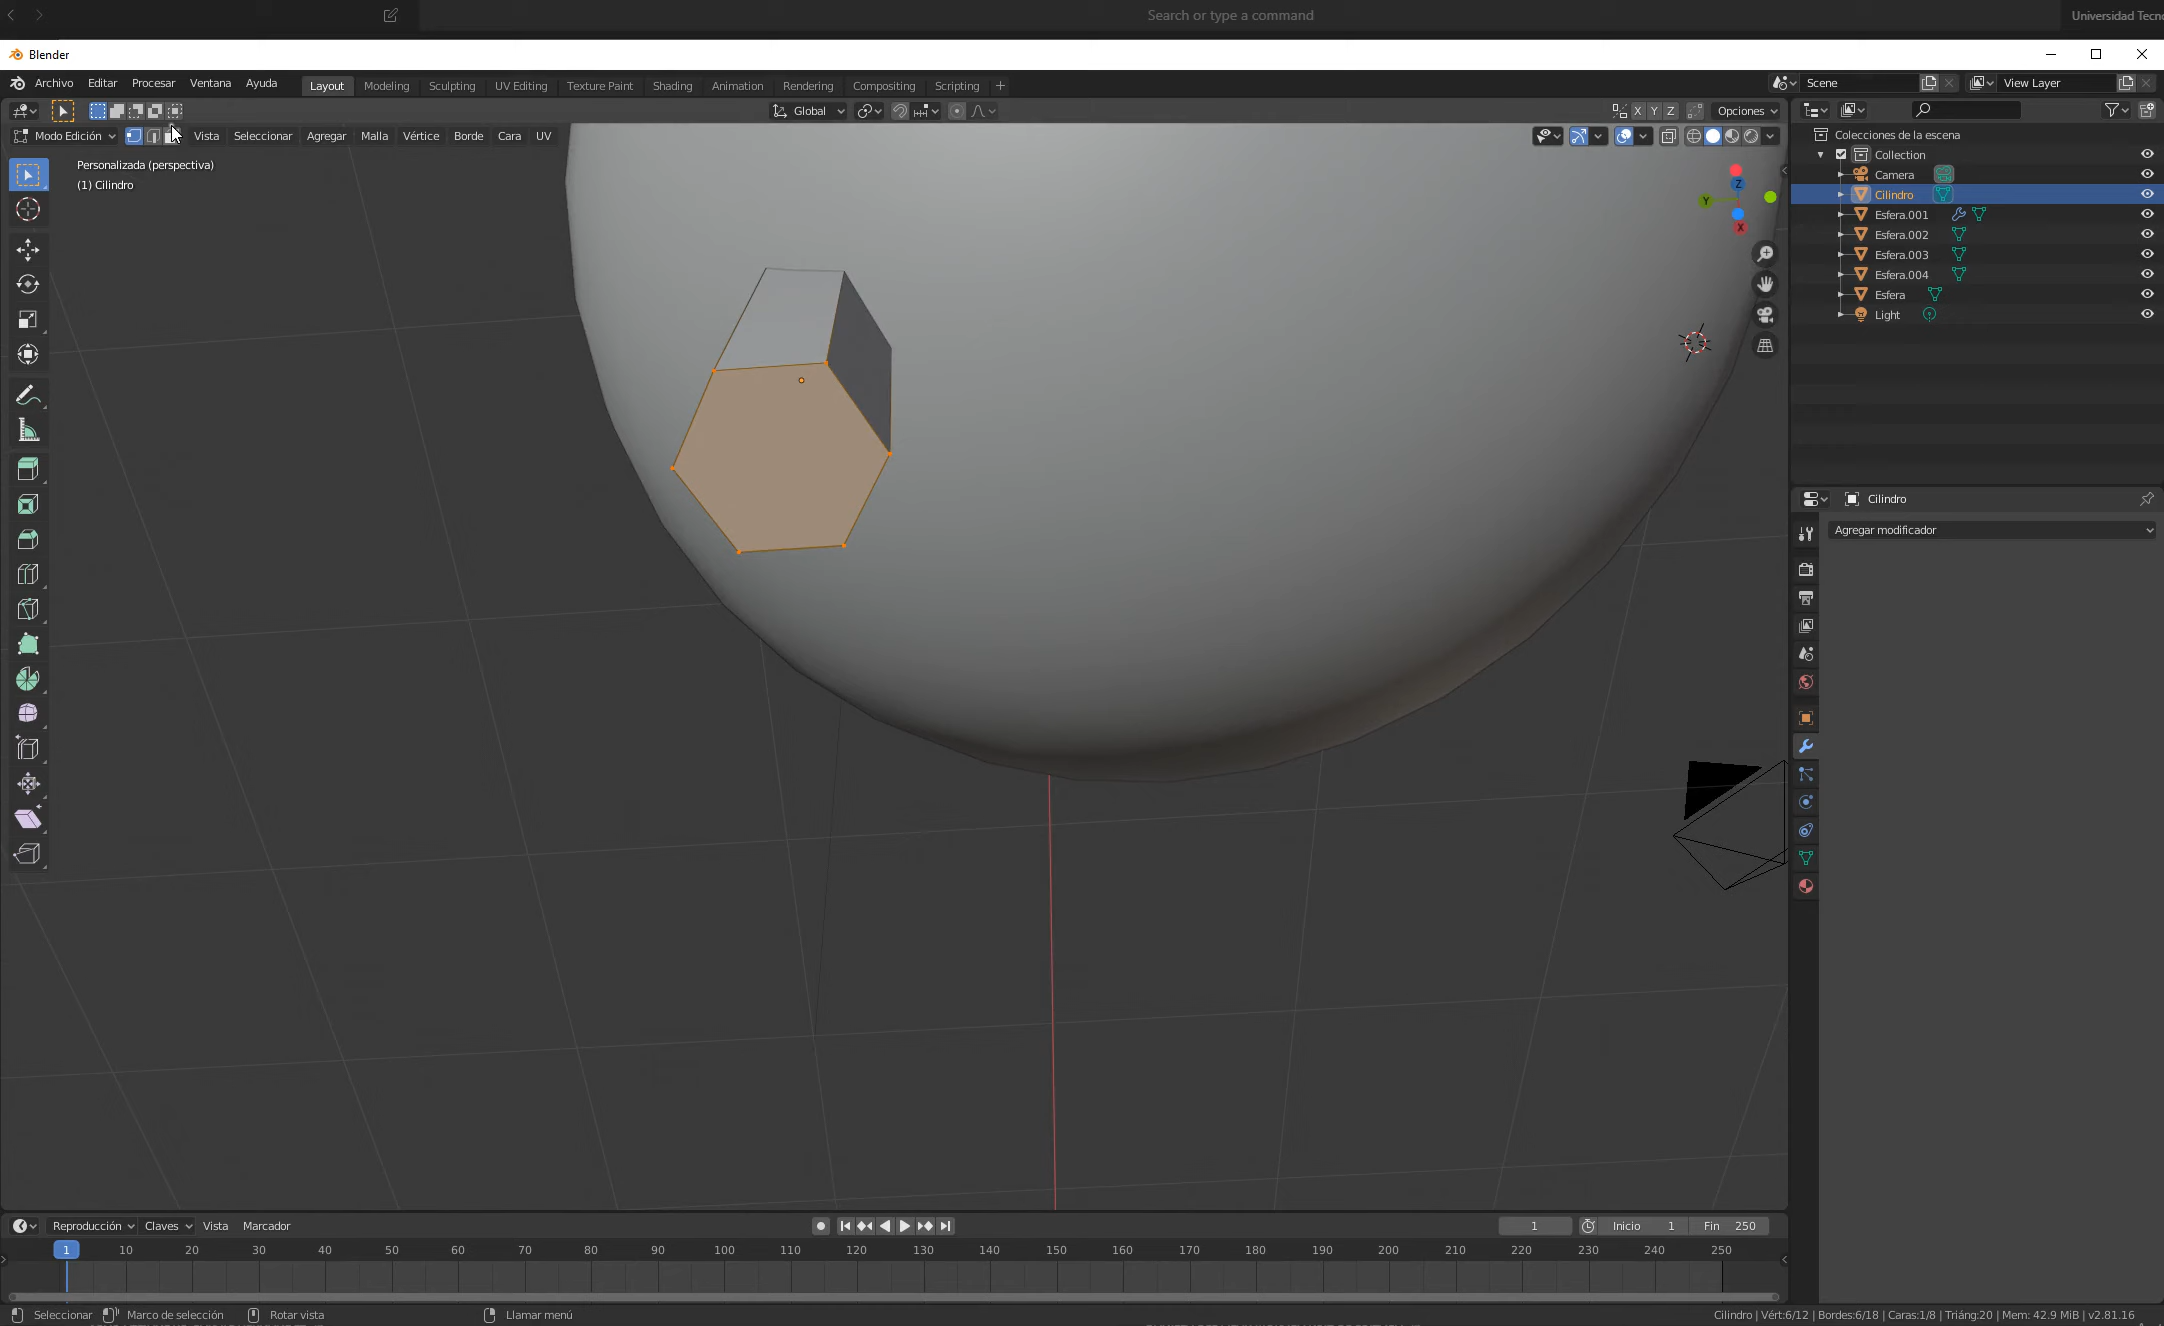 Search or type a command
Universidad Tecn
Blender
Archivo Editar Procesar Ventana Ayuda Layout Modeling Sculpting UV Editing Texture Paint Shading Animation Rendering Compositing Scripting + Scene View Layer
Global X Y Z Opciones
Modo Edición Vista Seleccionar Agregar Malla Vértice Borde Cara UV
Personalizada (perspectiva)
(1) Cilindro
Z
Y
X
Colecciones de la escena
Collection
Camera
Cilindro
Esfera.001
Esfera.002
Esfera.003
Esfera.004
Esfera
Light
Cilindro
Agregar modificador
Reproducción Claves Vista Marcador 1 Inicio 1 Fin 250
1 10 20 30 40 50 60 70 80 90 100 110 120 130 140 150 160 170 180 190 200 210 220 230 240 250
Seleccionar Marco de selección Rotar vista Llamar menú Cilindro | Vért:6/12 | Bordes:6/18 | Caras:1/8 | Triáng:20 | Mem: 42.9 MiB | v2.81.16